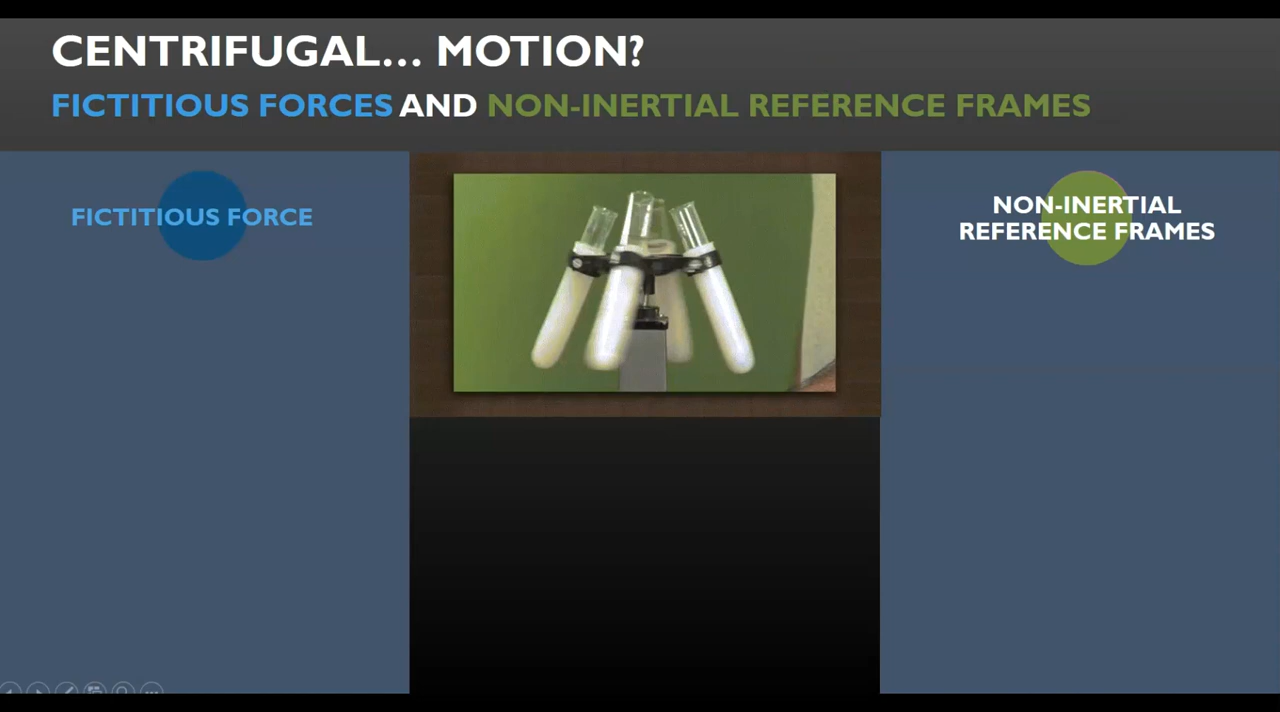 CENTRIFUGAL... MOTION?
FICTITIOUS FORCES AND NON-INERTIAL REFERENCE FRAMES
FICTITIOUS FORCE
NON-INERTIAL
REFERENCE FRAMES